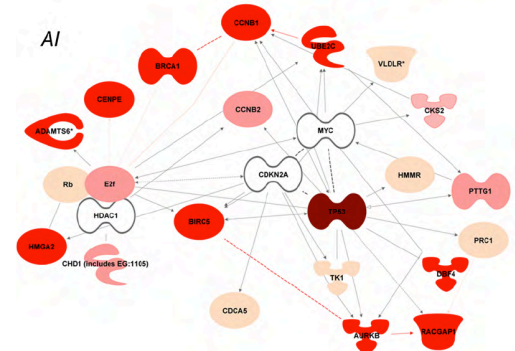 AI
CCNB1
UBE2C
BRCA1
VLDLR*
CENPE
CCNB2
CKS2
MYC
ADAMTS6*
CDKN2A
HMMR
Rb
E2f
PTTG1
HDAC1
TP53
BIRC5
HMGA2
PRC1
CHD1 (includes EG:1105)
TK1
DBF4
CDCA5
AURKB
RACGAP1